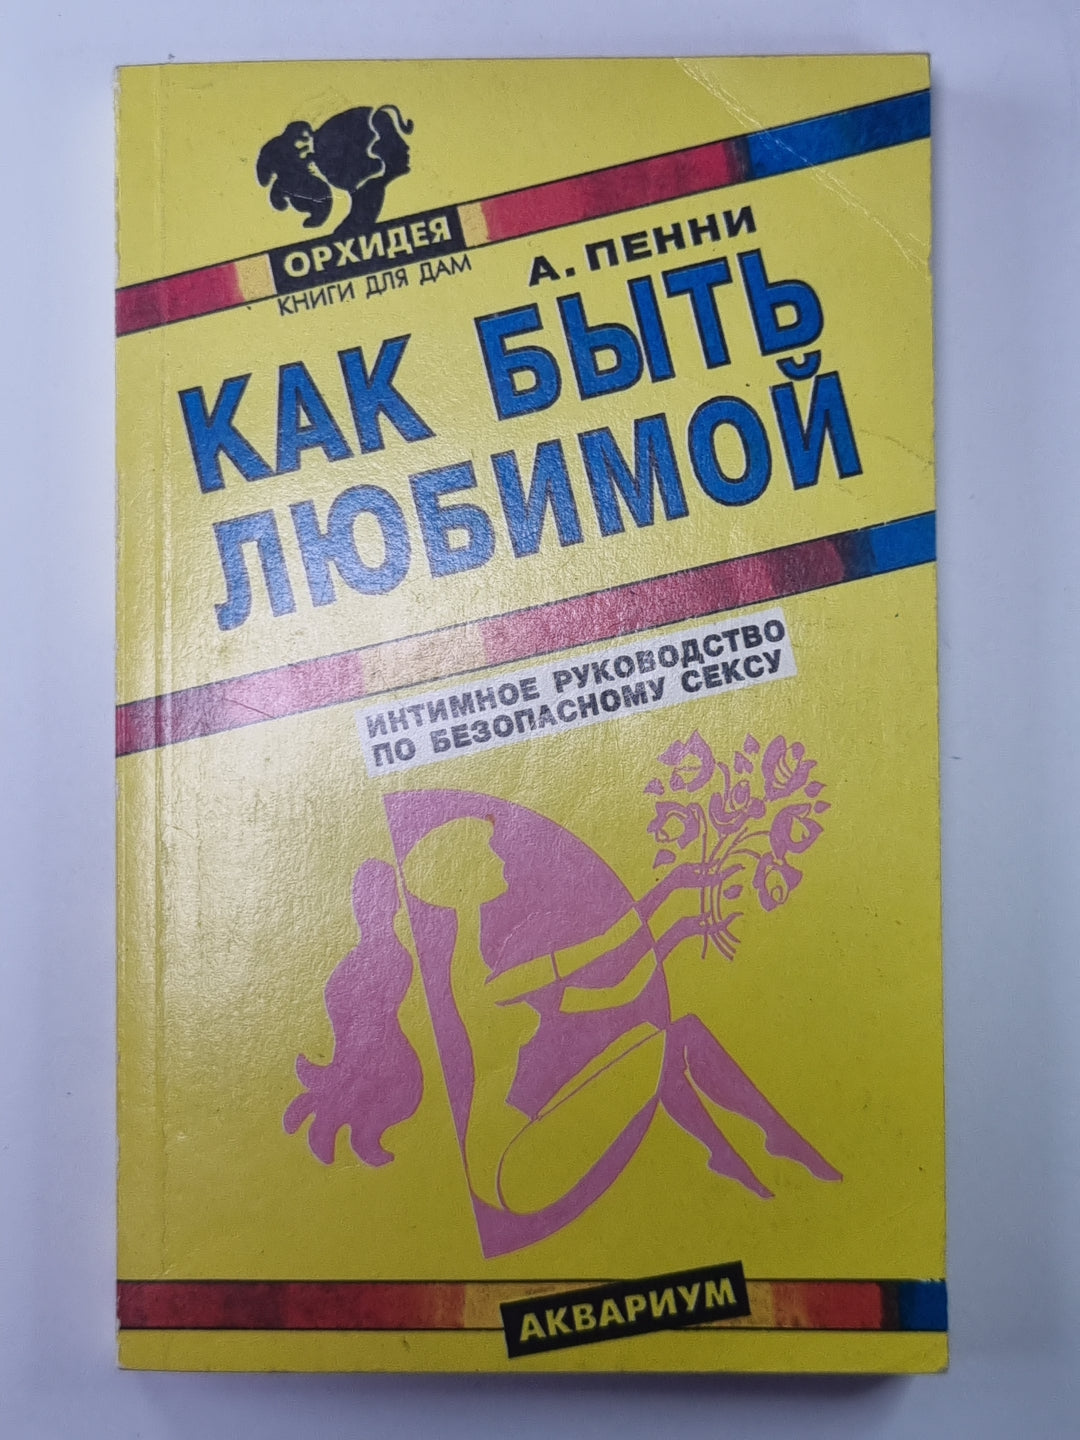 ОРХИДЕЯ
КНИГИ ДЛЯ ДАМ
А. ПЕННИ
КАК БЫТЬ
ЛЮБИМОЙ
ИНТИМНОЕ РУКОВОДСТВО
ПО БЕЗОПАСНОМУ СЕКСУ
АКВАРИУМ